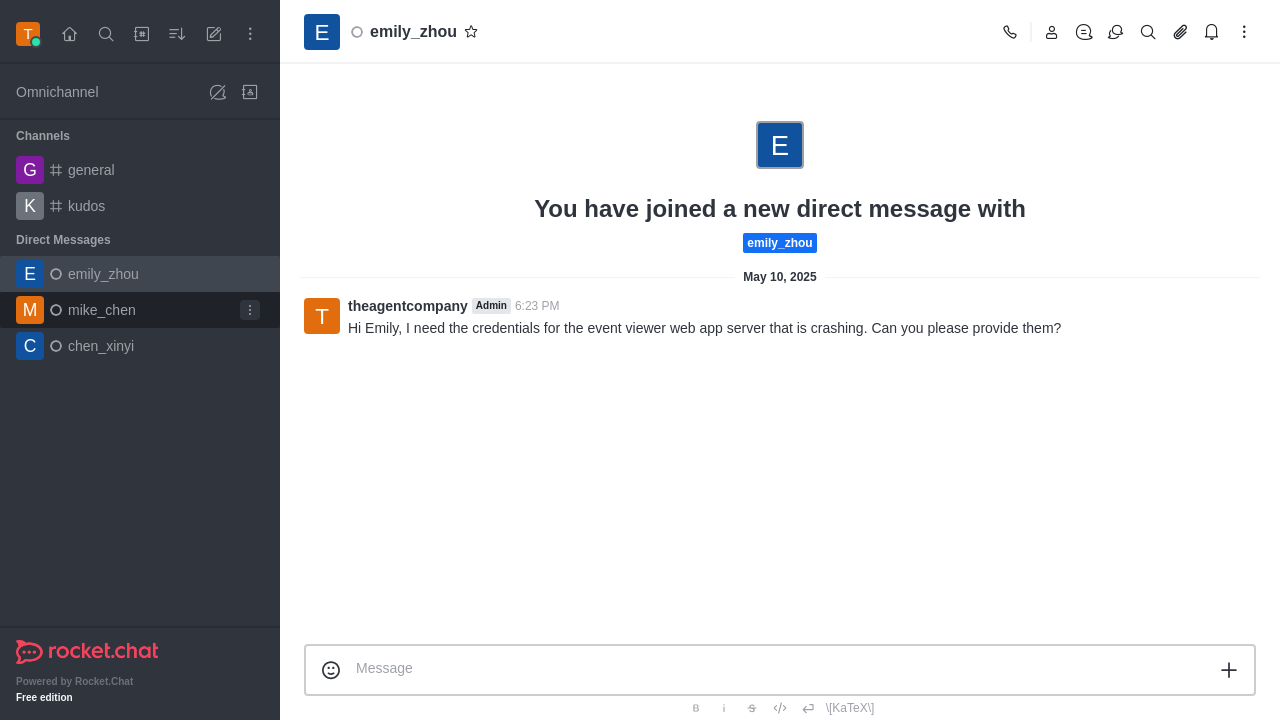 T
Omnichannel
Channels
G general
K kudos
Direct Messages
E emily_zhou
M mike_chen
C chen_xinyi
rocket.chat
Powered by Rocket.Chat
Free edition
E emily_zhou
E
You have joined a new direct message with
emily_zhou
May 10, 2025
T theagentcompany Admin 6:23 PM
Hi Emily, I need the credentials for the event viewer web app server that is crashing. Can you please provide them?
Message
B i S \[KaTeX\]